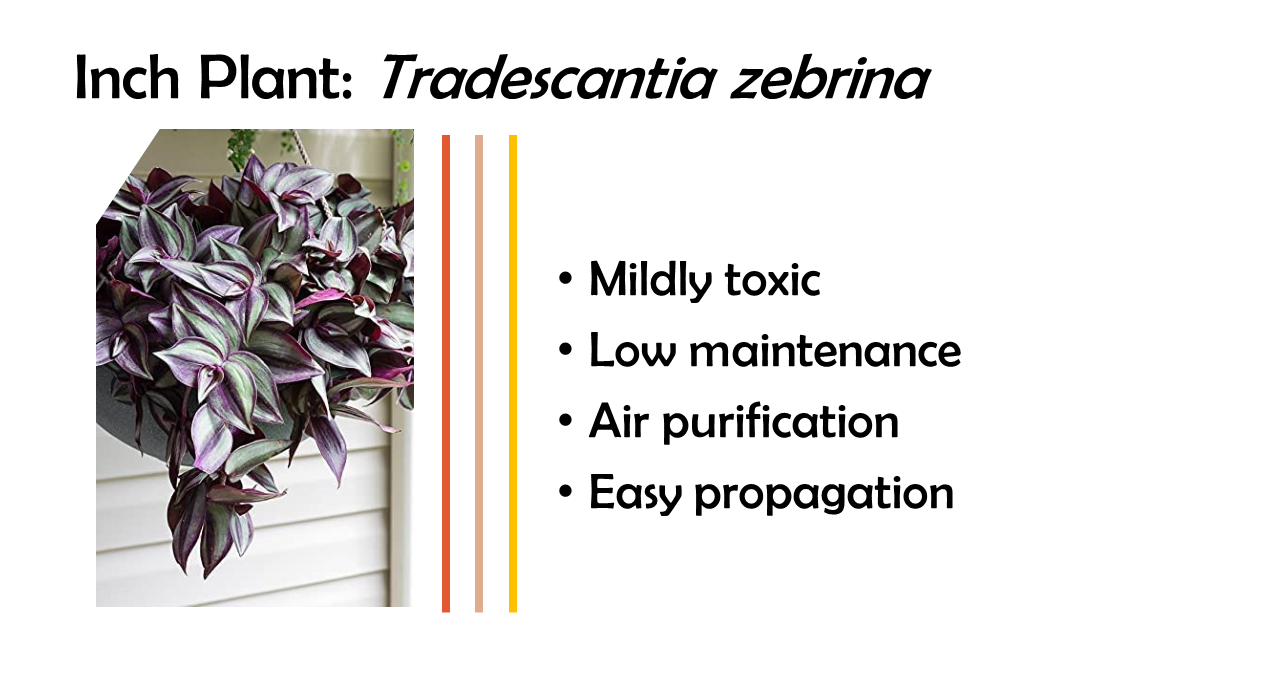 Inch Plant: Tradescantia zebrina
• Mildly toxic
• Low maintenance
• Air purification
• Easy propagation